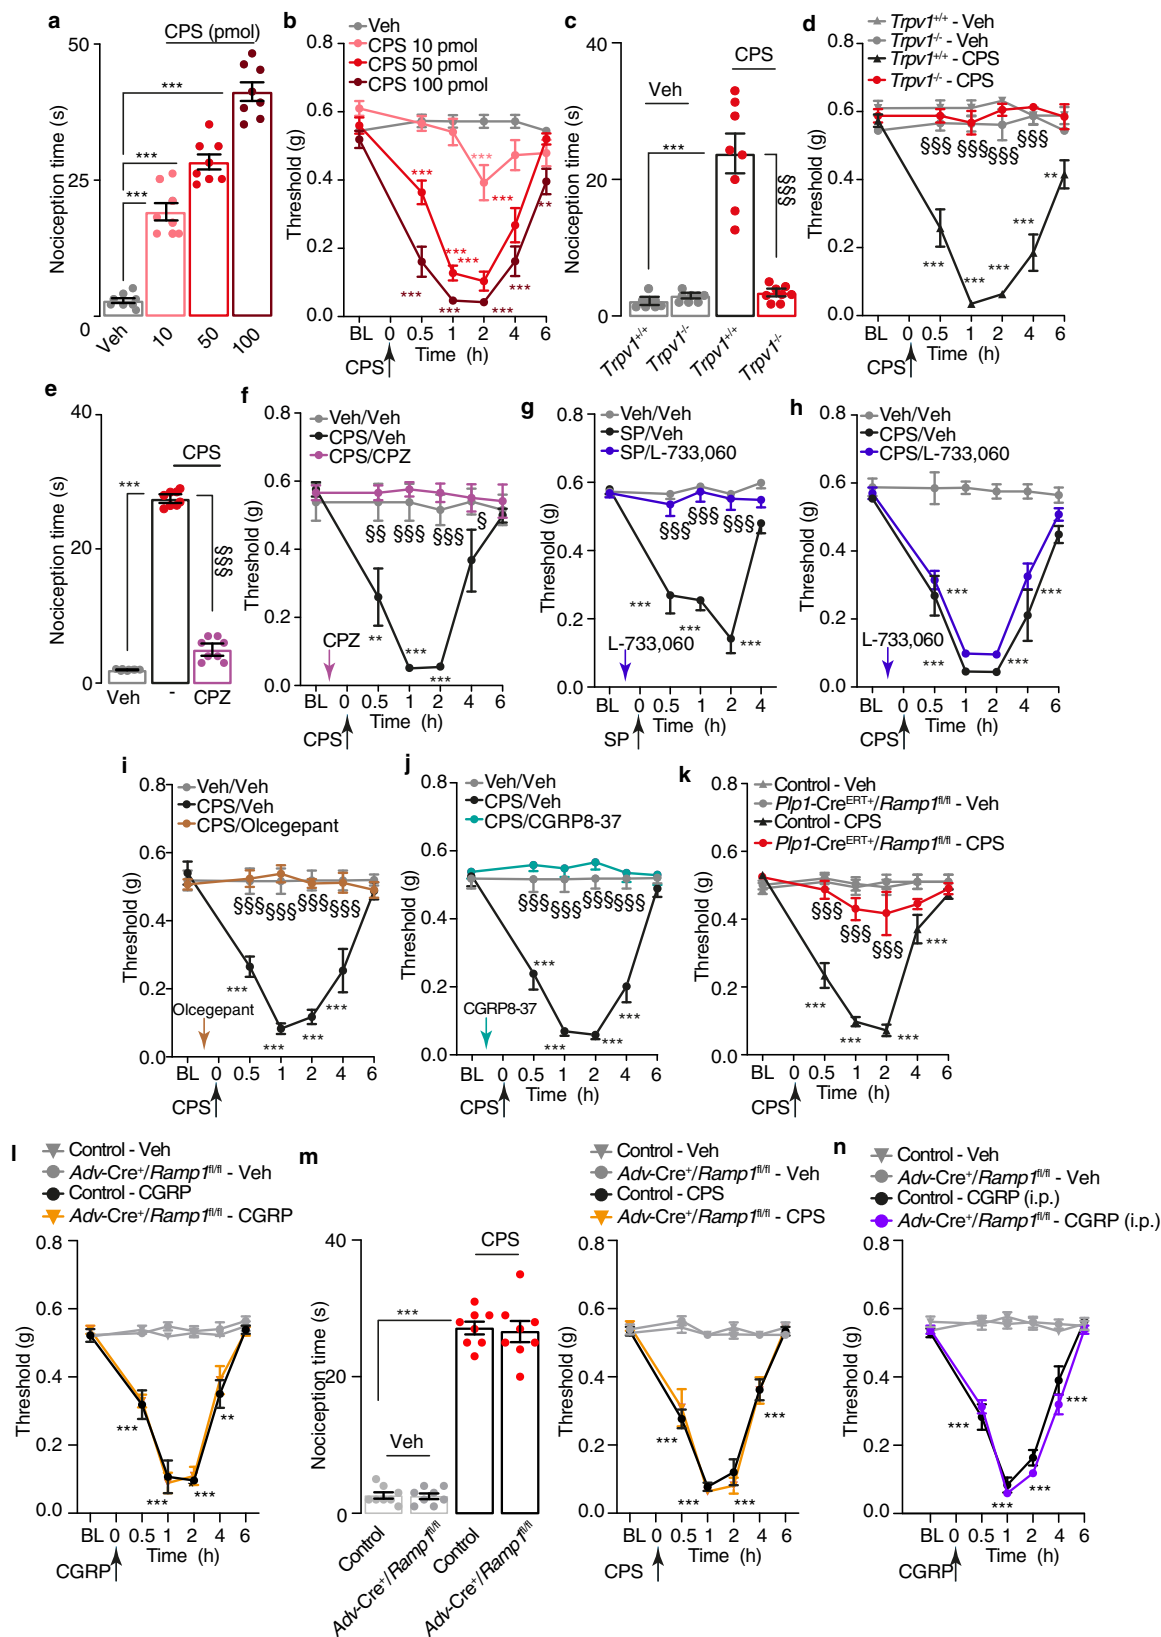 a
CPS (pmol)
50
25
0
Nociception time (s)
***
***
***
Veh
10
50
100
b
Veh
CPS 10 pmol
CPS 50 pmol
CPS 100 pmol
0.8
0.6
0.4
0.2
0.0
Threshold (g)
***
***
***
***
***
***
***
***
***
**
BL 0 0.5 1 2 4 6
Time (h)
CPS
c
40
20
0
Nociception time (s)
Veh
CPS
***
§§§
Trpv1+/+
Trpv1-/-
Trpv1+/+
Trpv1-/-
d
Trpv1+/+ - Veh
Trpv1-/- - Veh
Trpv1+/+ - CPS
Trpv1-/- - CPS
0.8
0.6
0.4
0.2
0.0
Threshold (g)
§§§
§§§
§§§
§§§
***
***
***
***
**
BL 0 0.5 1 2 4 6
Time (h)
CPS
e
40
20
0
Nociception time (s)
CPS
***
§§§
Veh - CPZ
f
Veh/Veh
CPS/Veh
CPS/CPZ
0.8
0.6
0.4
0.2
0.0
Threshold (g)
§§
§§§
§§§
§
**
***
***
CPZ
BL 0 0.5 1 2 4 6
Time (h)
CPS
g
Veh/Veh
SP/Veh
SP/L-733,060
0.8
0.6
0.4
0.2
0.0
Threshold (g)
§§§
§§§
§§§
***
***
***
L-733,060
BL 0 0.5 1 2 4
Time (h)
SP
h
Veh/Veh
CPS/Veh
CPS/L-733,060
0.8
0.6
0.4
0.2
0.0
Threshold (g)
***
***
***
***
L-733,060
BL 0 0.5 1 2 4 6
Time (h)
CPS
i
Veh/Veh
CPS/Veh
CPS/Olcegepant
0.8
0.6
0.4
0.2
0.0
Threshold (g)
§§§
§§§
§§§
§§§
***
***
***
***
Olcegepant
BL 0 0.5 1 2 4 6
Time (h)
CPS
j
Veh/Veh
CPS/Veh
CPS/CGRP8-37
0.8
0.6
0.4
0.2
0.0
Threshold (g)
§§§
§§§
§§§
§§§
***
***
***
***
CGRP8-37
BL 0 0.5 1 2 4 6
Time (h)
CPS
k
Control - Veh
Plp1-CreERT+/Ramp1fl/fl - Veh
Control - CPS
Plp1-CreERT+/Ramp1fl/fl - CPS
0.8
0.6
0.4
0.2
0.0
Threshold (g)
§§§
§§§
§§§
***
***
***
***
BL 0 0.5 1 2 4 6
Time (h)
CPS
l
Control - Veh
Adv-Cre+/Ramp1fl/fl - Veh
Control - CGRP
Adv-Cre+/Ramp1fl/fl - CGRP
0.8
0.6
0.4
0.2
0.0
Threshold (g)
***
***
***
**
BL 0 0.5 1 2 4 6
Time (h)
CGRP
m
40
20
0
Nociception time (s)
CPS
***
Veh
Control
Adv-Cre+/Ramp1fl/fl
Control
Adv-Cre+/Ramp1fl/fl
Control - Veh
Adv-Cre+/Ramp1fl/fl - Veh
Control - CPS
Adv-Cre+/Ramp1fl/fl - CPS
0.8
0.6
0.4
0.2
0.0
Threshold (g)
***
***
***
***
BL 0 0.5 1 2 4 6
Time (h)
CPS
n
Control - Veh
Adv-Cre+/Ramp1fl/fl - Veh
Control - CGRP (i.p.)
Adv-Cre+/Ramp1fl/fl - CGRP (i.p.)
0.8
0.6
0.4
0.2
0.0
Threshold (g)
***
***
***
***
BL 0 0.5 1 2 4 6
Time (h)
CGRP